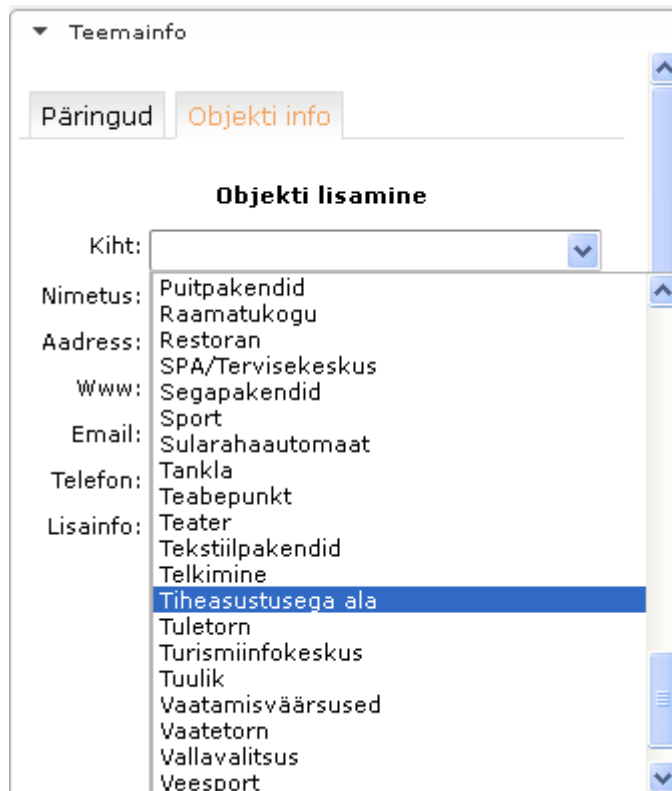 Teemainfo
Päringud Objekti info
Objekti lisamine
Kiht:
Nimetus:
Aadress:
Www:
Email:
Telefon:
Lisainfo:
Puitpakendid
Raamatukogu
Restoran
SPA/Tervisekeskus
Segapakendid
Sport
Sularahaautomaat
Tankla
Teabepunkt
Teater
Tekstiilpakendid
Telkimine
Tiheasustusega ala
Tuletorn
Turismiinfokeskus
Tuulik
Vaatamisväärsused
Vaatetorn
Vallavalitsus
Veesport